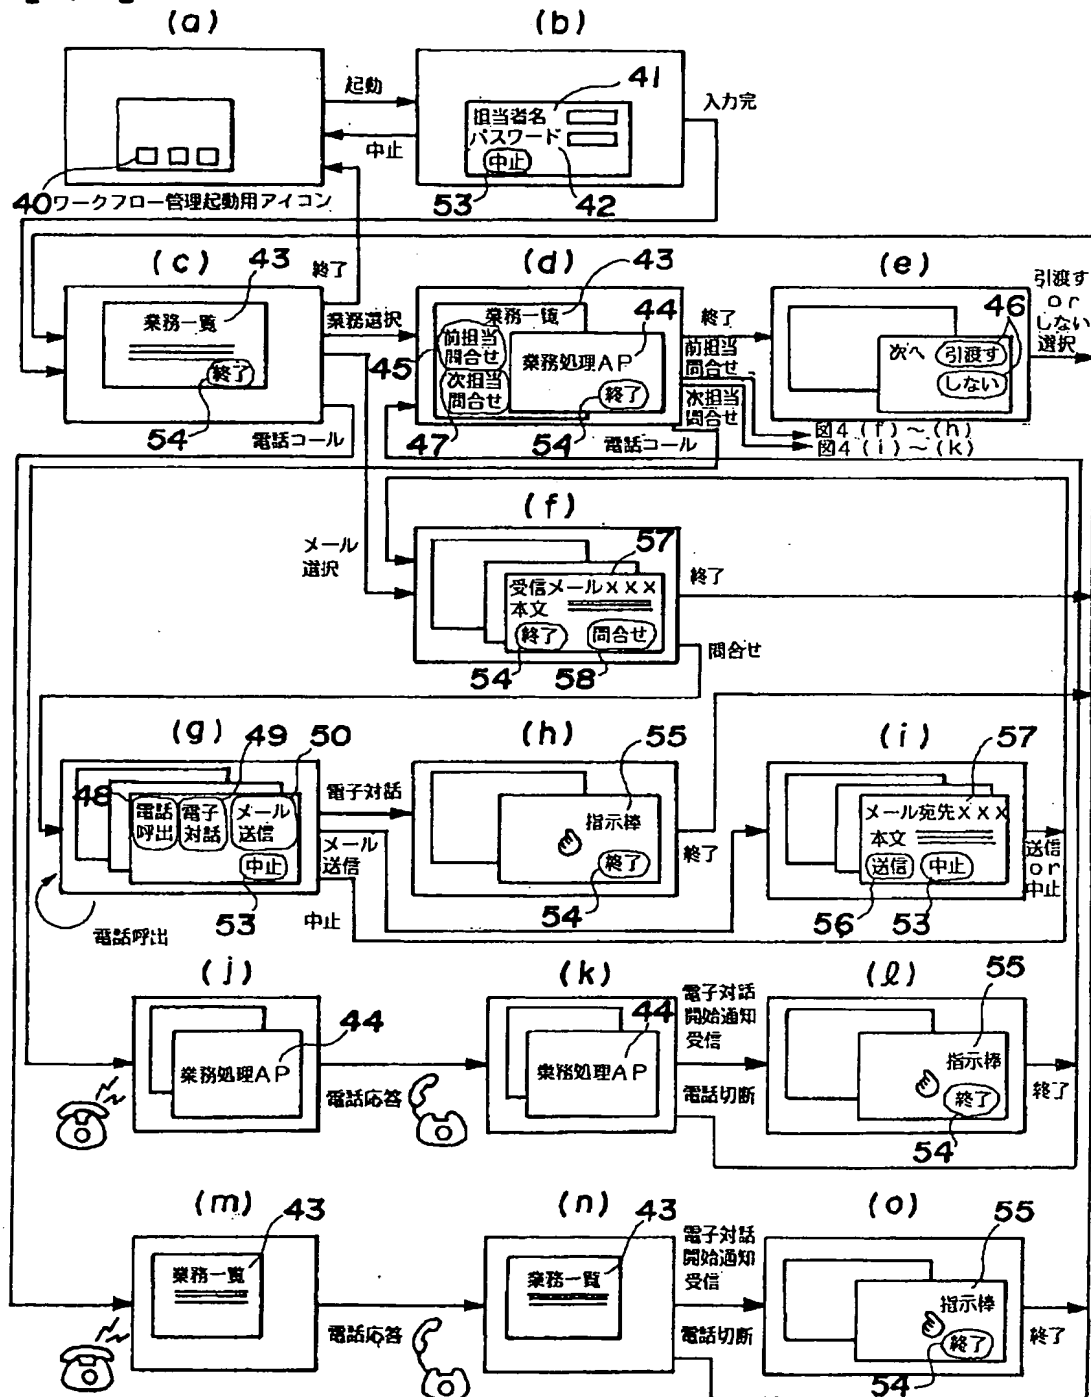 (a)
(b)
41
起動
担当者名
入力完
パスワード
中止
中止
53
42
40ワークフロー管理起動用アイコン
(c)
43
終了
(d)
43
(e)
引渡す
or
しない
選択
業務一覧
業務選択
業務一覧
44
終了
46
前担当
問合せ
前担当
問合せ
次へ
引渡す
45
業務処理AP
しない
終了
次担当
問合せ
次担当
問合せ
終了
54
47
54
電話コール
電話コール
図4(f)~(h)
図4(i)~(k)
(f)
メール
選択
57
受信メール×××
本文
終了
終了
問合せ
54
58
問合せ
(g)
49
50
(h)
55
(i)
57
48
電話
呼出
電子
対話
メール
送信
電子対話
指示棒
メール宛先×××
本文
中止
メール
送信
終了
終了
送信
中止
送信
or
中止
53
中止
54
56
53
電話呼出
(j)
(k)
電子対話
開始通知
受信
(l)
55
44
44
業務処理AP
業務処理AP
指示棒
電話応答
電話切断
終了
終了
54
(m)
43
(n)
43
電子対話
開始通知
受信
(o)
55
業務一覧
業務一覧
指示棒
電話応答
電話切断
終了
終了
54